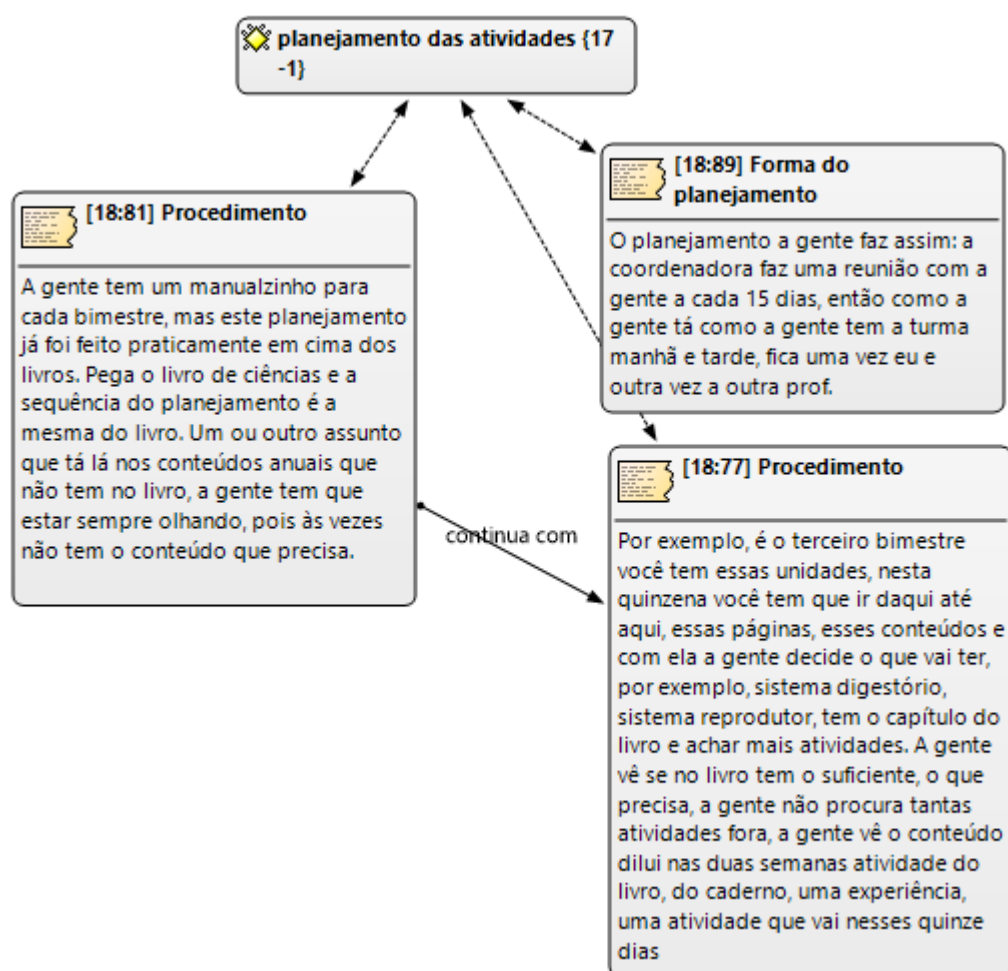 planejamento das atividades {17
-1}
[18:89] Forma do
planejamento
O planejamento a gente faz assim: a
coordenadora faz uma reunião com a
gente a cada 15 dias, então como a
gente tá como a gente tem a turma
manhã e tarde, fica uma vez eu e
outra vez a outra prof.
[18:81] Procedimento
A gente tem um manualzinho para
cada bimestre, mas este planejamento
já foi feito praticamente em cima dos
livros. Pega o livro de ciências e a
sequência do planejamento é a
mesma do livro. Um ou outro assunto
que tá lá nos conteúdos anuais que
não tem no livro, a gente tem que
estar sempre olhando, pois às vezes
não tem o conteúdo que precisa.
continua com
[18:77] Procedimento
Por exemplo, é o terceiro bimestre
você tem essas unidades, nesta
quinzena você tem que ir daqui até
aqui, essas páginas, esses conteúdos e
com ela a gente decide o que vai ter,
por exemplo, sistema digestório,
sistema reprodutor, tem o capítulo do
livro e achar mais atividades. A gente
vê se no livro tem o suficiente, o que
precisa, a gente não procura tantas
atividades fora, a gente vê o conteúdo
dilui nas duas semanas atividade do
livro, do caderno, uma experiência,
uma atividade que vai nesses quinze
dias